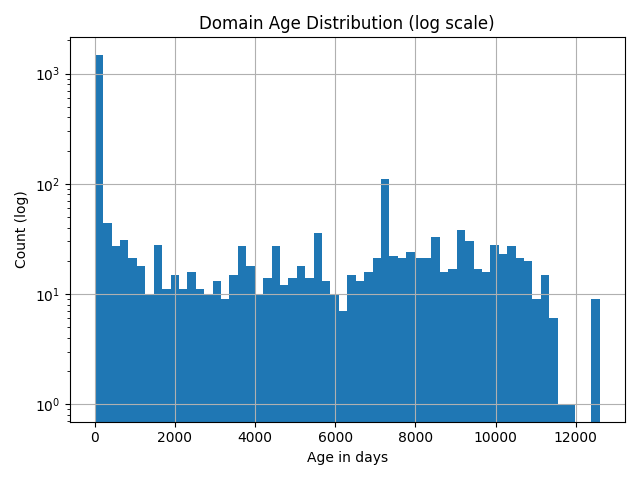 Domain Age Distribution (log scale)
Count (log)
10³
10²
10¹
10⁰
0 2000 4000 6000 8000 10000 12000
Age in days